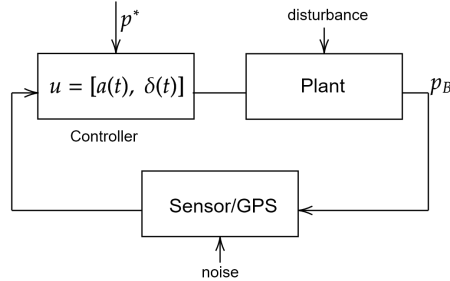 p*
disturbance
u = [a(t), δ(t)]
Plant
p_B
Controller
Sensor/GPS
noise